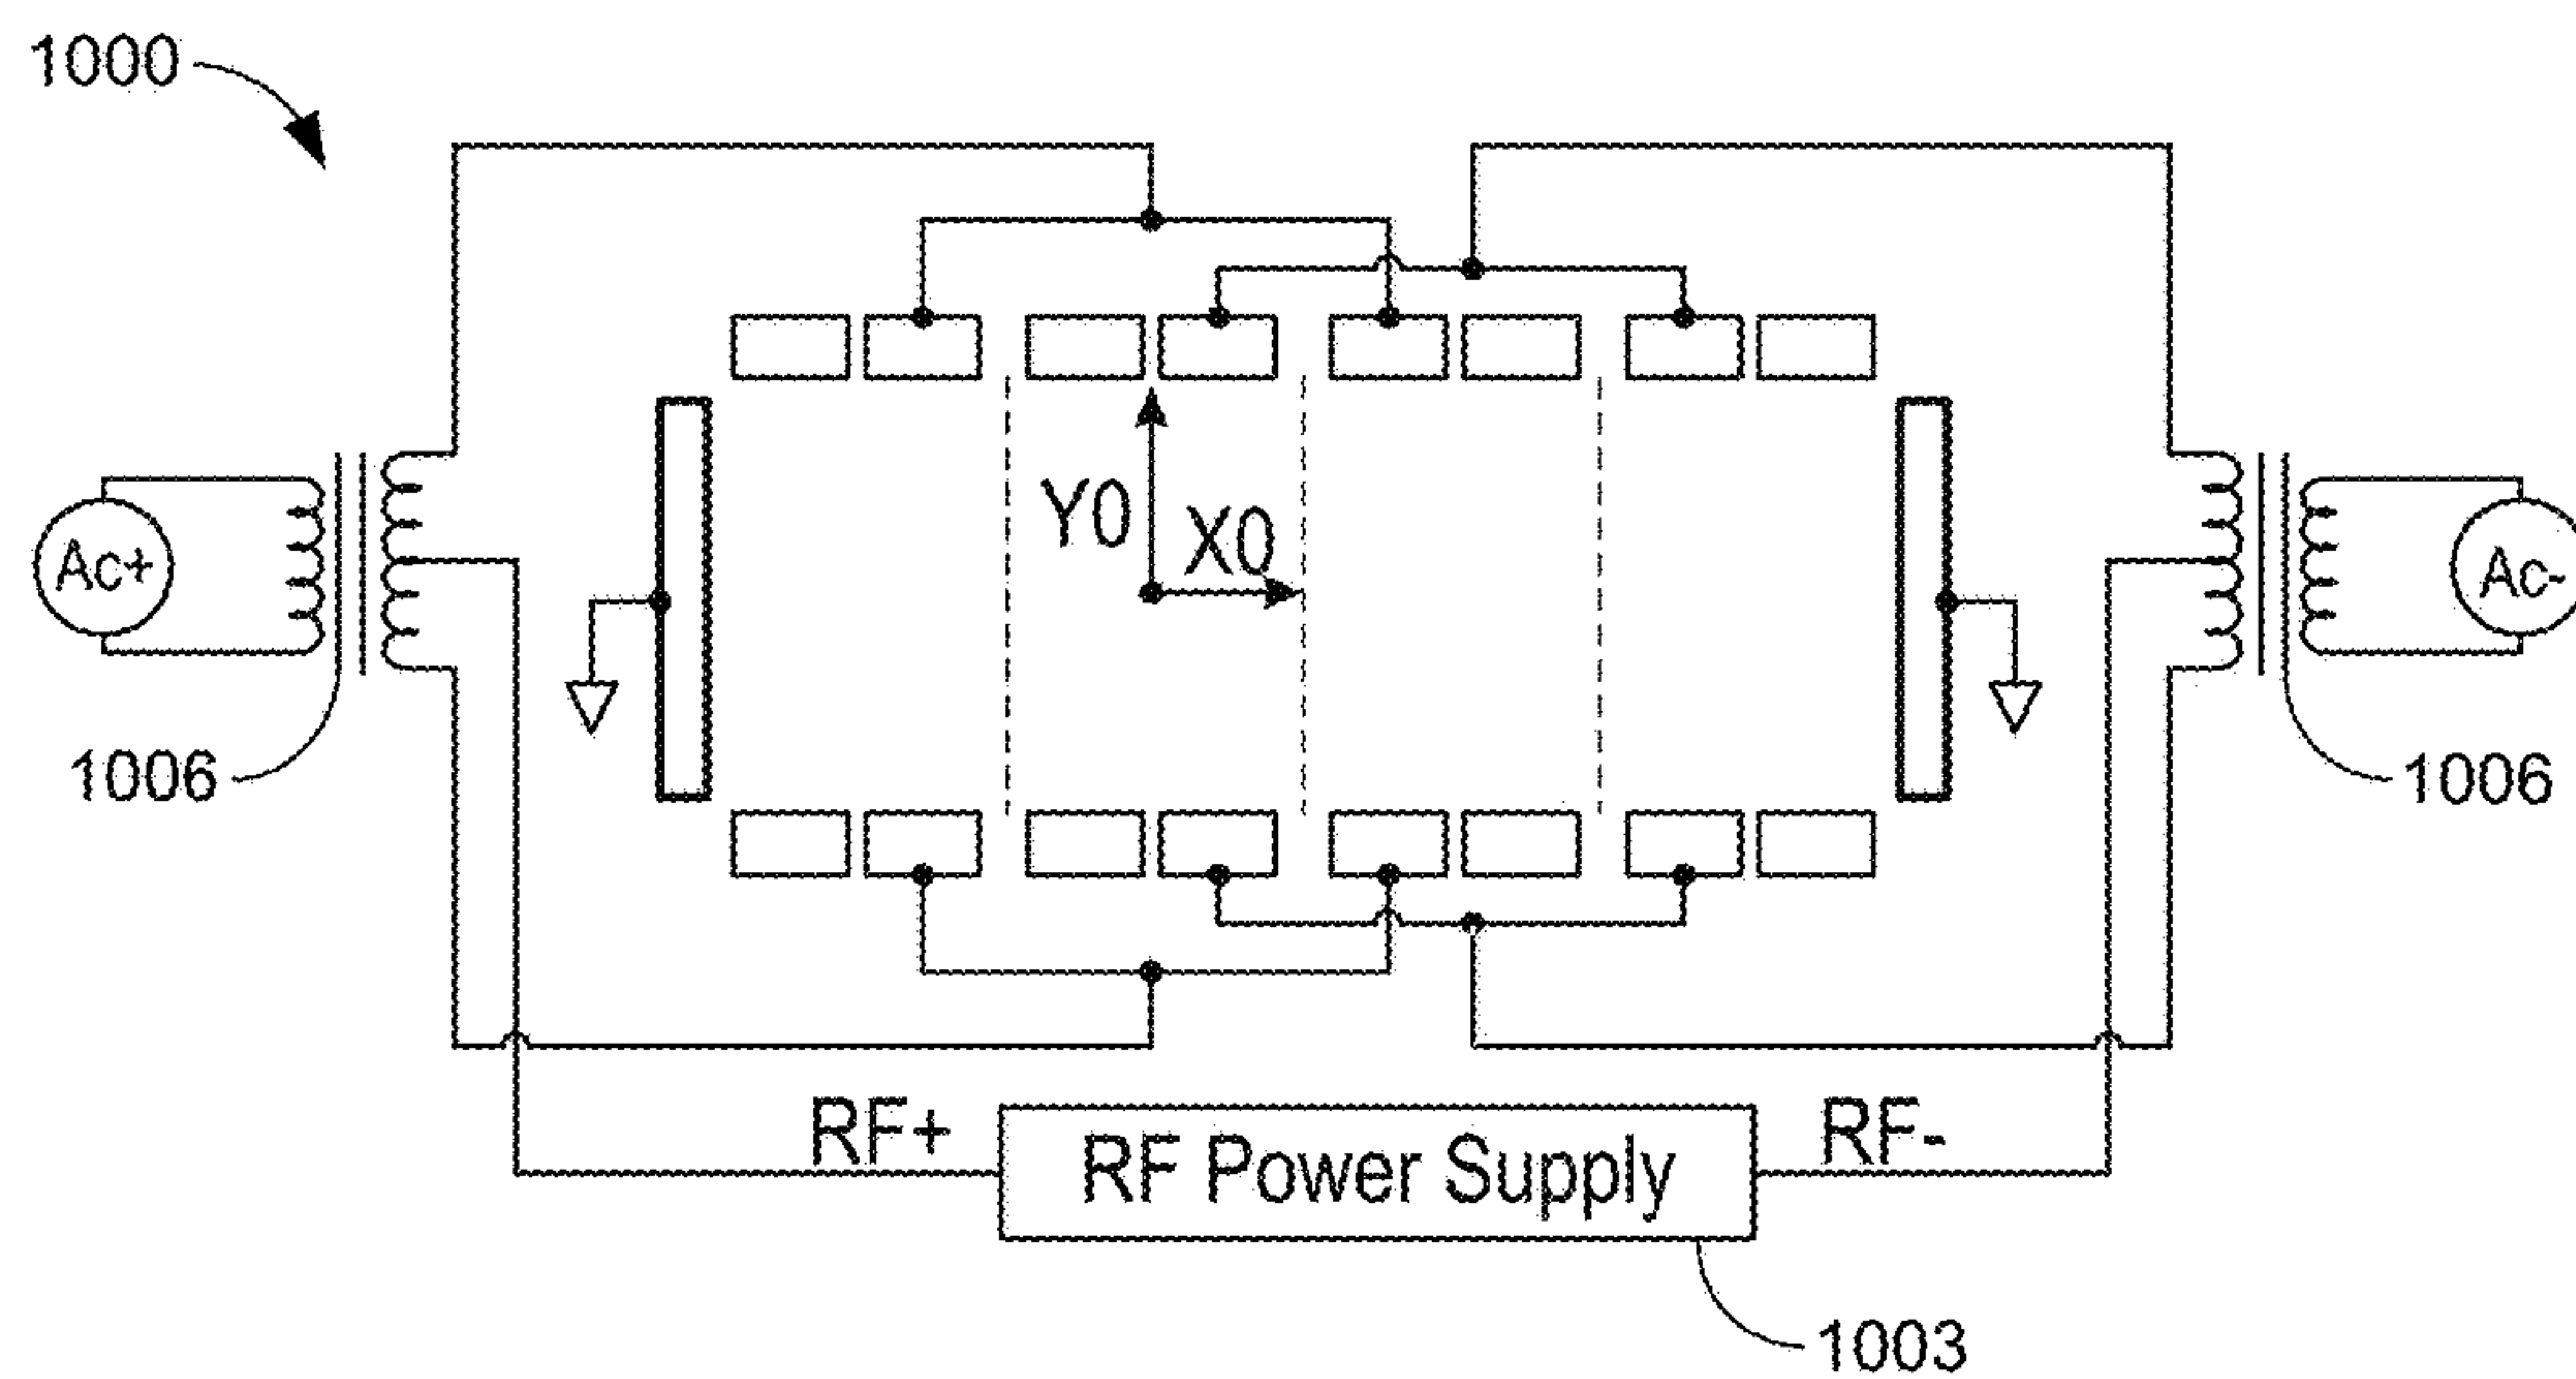 1000
Y0
X0
Ac+
Ac-
1006
1006
RF+
RF-
RF Power Supply
1003